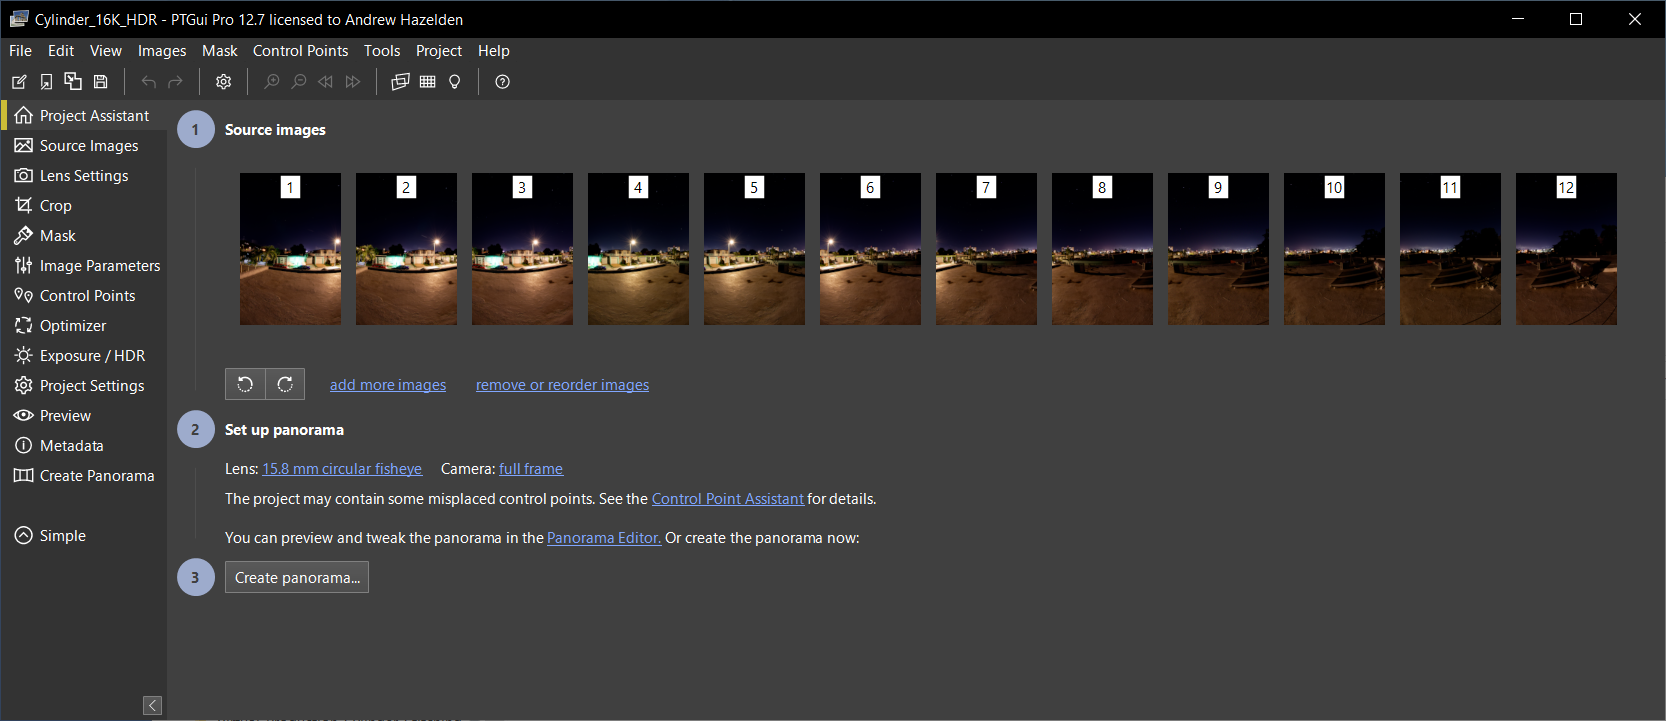 Cylinder_16K_HDR - PTGui Pro 12.7 licensed to Andrew Hazelden
File Edit View Images Mask Control Points Tools Project Help
Project Assistant
Source Images
Lens Settings
Crop
Mask
Image Parameters
Control Points
Optimizer
Exposure / HDR
Project Settings
Preview
Metadata
Create Panorama
Simple
1 Source images
1 2 3 4 5 6 7 8 9 10 11 12
add more images remove or reorder images
2 Set up panorama
Lens: 15.8 mm circular fisheye Camera: full frame
The project may contain some misplaced control points. See the Control Point Assistant for details.
You can preview and tweak the panorama in the Panorama Editor. Or create the panorama now:
3 Create panorama...